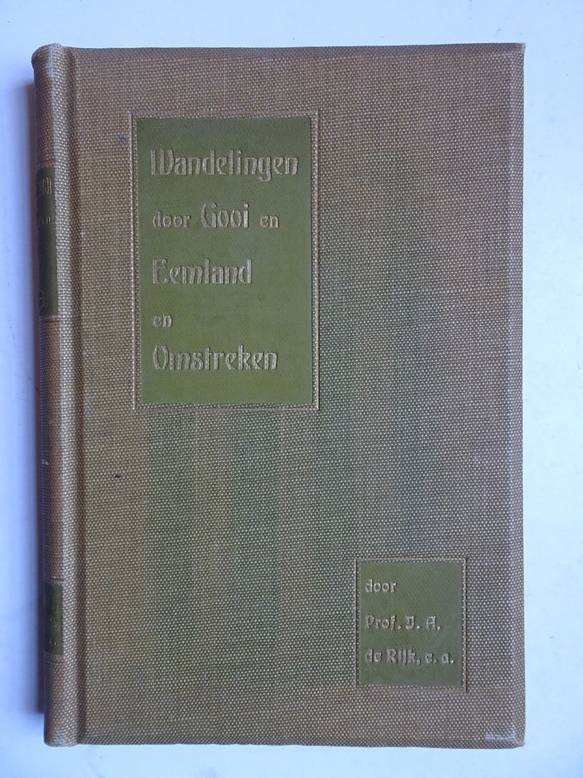 Wandelingen
door Gooi en
Eemland
en
Omstreken
door
Prof. J. A.
de Rijk, e. a.